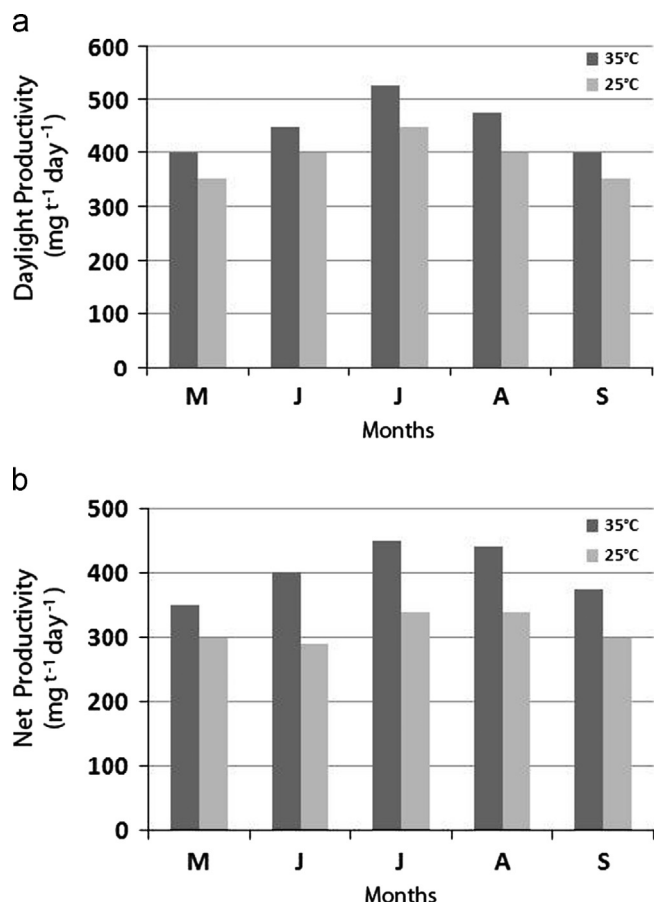 a
600
500
400
300
200
100
0
Daylight Productivity
(mg t⁻¹ day⁻¹)
35°C
25°C
M J J A S
Months
b
500
400
300
200
100
0
Net Productivity
(mg t⁻¹ day⁻¹)
35°C
25°C
M J J A S
Months